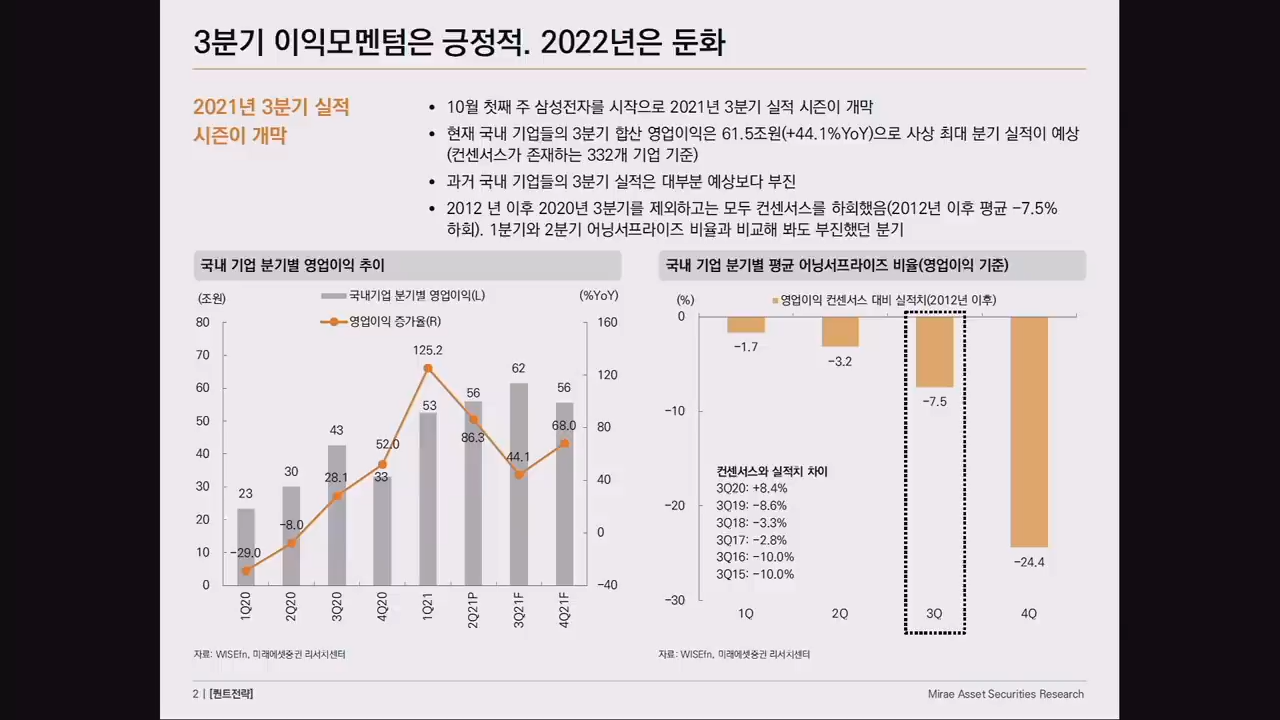 3분기 이익모멘텀은 긍정적. 2022년은 둔화
2021년 3분기 실적
시즌이 개막
• 10월 첫째 주 삼성전자를 시작으로 2021년 3분기 실적 시즌이 개막
• 현재 국내 기업들의 3분기 합산 영업이익은 61.5조원(+44.1%YoY)으로 사상 최대 분기 실적이 예상
(컨센서스가 존재하는 332개 기업 기준)
• 과거 국내 기업들의 3분기 실적은 대부분 예상보다 부진
• 2012 년 이후 2020년 3분기를 제외하고는 모두 컨센서스를 하회했음(2012년 이후 평균 -7.5%
하회). 1분기와 2분기 어닝서프라이즈 비율과 비교해 봐도 부진했던 분기
국내 기업 분기별 영업이익 추이
(조원)
국내기업 분기별 영업이익(L)
(%YoY)
영업이익 증가율(R)
80
70
60
50
40
30
20
10
0
160
120
80
40
0
-40
23
30
43
33
53
56
62
56
-29.0
-8.0
28.1
52.0
125.2
86.3
44.1
68.0
1Q20
2Q20
3Q20
4Q20
1Q21
2Q21P
3Q21F
4Q21F
자료: WISEfn, 미래에셋증권 리서치센터
국내 기업 분기별 평균 어닝서프라이즈 비율(영업이익 기준)
(%)
영업이익 컨센서스 대비 실적치(2012년 이후)
0
-10
-20
-30
-1.7
-3.2
-7.5
-24.4
컨센서스와 실적치 차이
3Q20: +8.4%
3Q19: -8.6%
3Q18: -3.3%
3Q17: -2.8%
3Q16: -10.0%
3Q15: -10.0%
1Q
2Q
3Q
4Q
자료: WISEfn, 미래에셋증권 리서치센터
2 | [퀀트전략]
Mirae Asset Securities Research